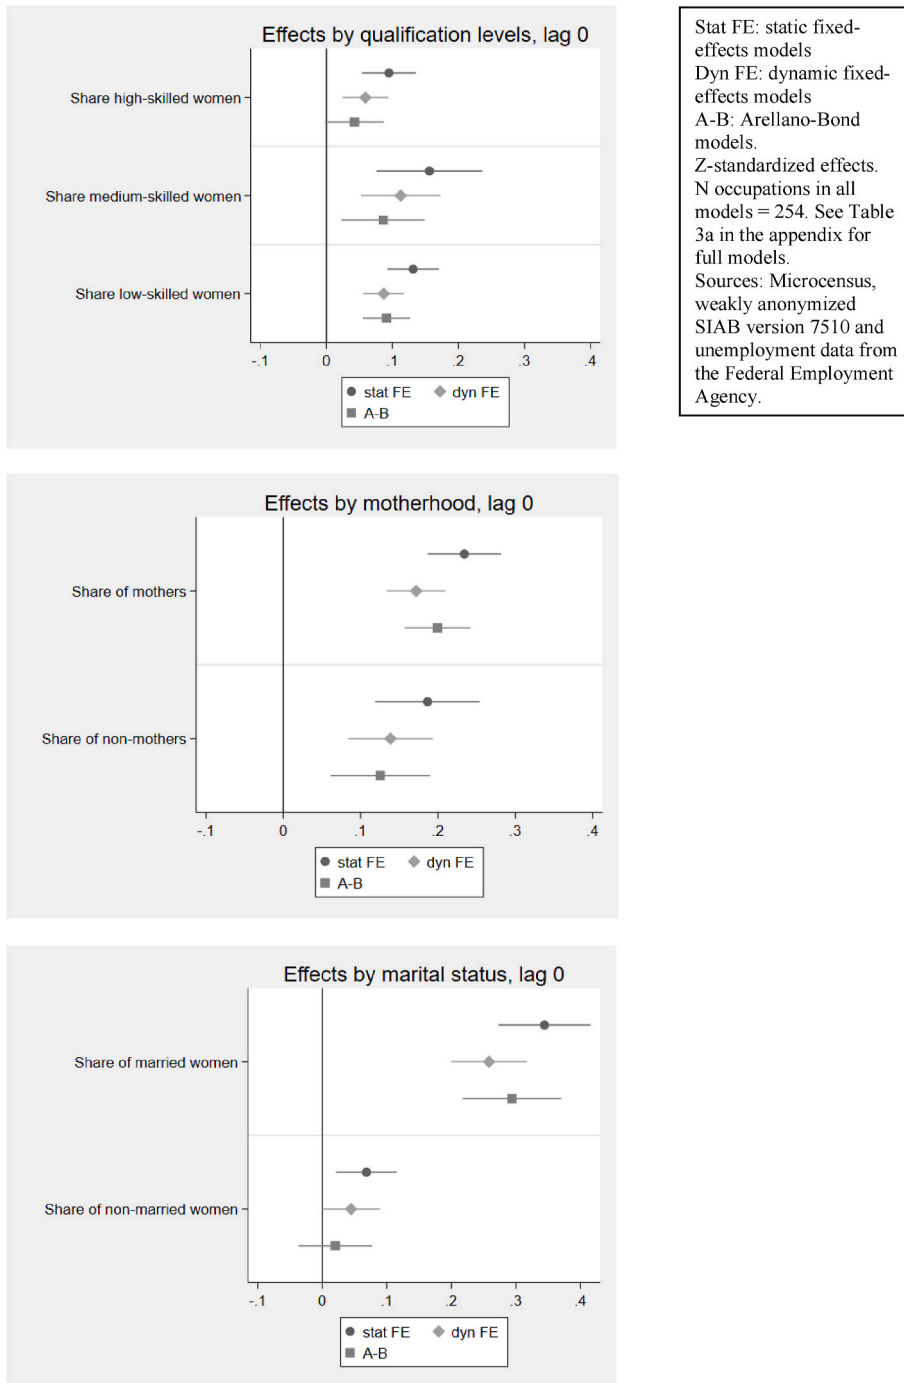 Effects by qualification levels, lag 0
Share high-skilled women
Share medium-skilled women
Share low-skilled women
-.1 0 .1 .2 .3 .4
stat FE dyn FE
A-B
Stat FE: static fixed-
effects models
Dyn FE: dynamic fixed-
effects models
A-B: Arellano-Bond
models.
Z-standardized effects.
N occupations in all
models = 254. See Table
3a in the appendix for
full models.
Sources: Microcensus,
weakly anonymized
SIAB version 7510 and
unemployment data from
the Federal Employment
Agency.
Effects by motherhood, lag 0
Share of mothers
Share of non-mothers
-.1 0 .1 .2 .3 .4
stat FE dyn FE
A-B
Effects by marital status, lag 0
Share of married women
Share of non-married women
-.1 0 .1 .2 .3 .4
stat FE dyn FE
A-B